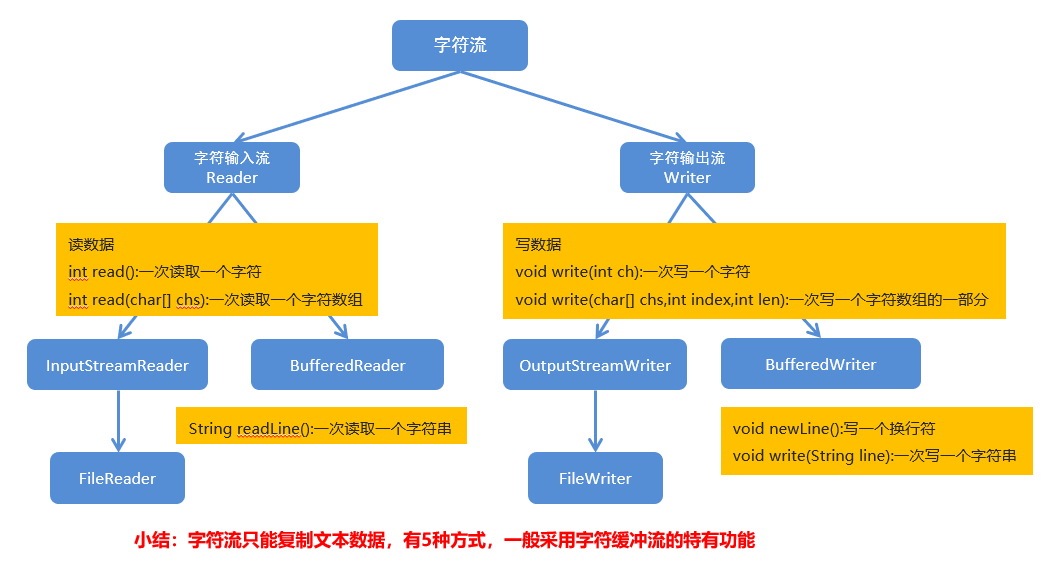 字符流
字符输入流
Reader
字符输出流
Writer
读数据
int read():一次读取一个字符
int read(char[] chs):一次读取一个字符数组
写数据
void write(int ch):一次写一个字符
void write(char[] chs,int index,int len):一次写一个字符数组的一部分
InputStreamReader
BufferedReader
OutputStreamWriter
BufferedWriter
String readLine():一次读取一个字符串
void newLine():写一个换行符
void write(String line):一次写一个字符串
FileReader
FileWriter
小结：字符流只能复制文本数据，有5种方式，一般采用字符缓冲流的特有功能